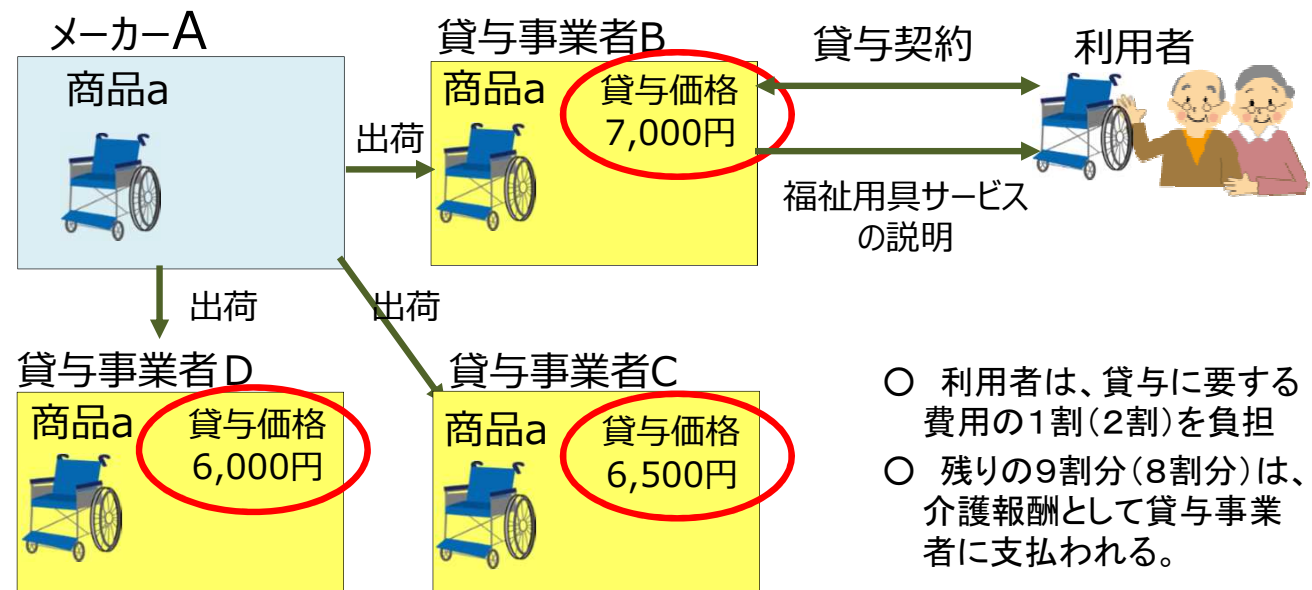 メーカーA
商品a
出荷
貸与事業者B
商品a
貸与価格
7,000円
貸与契約
利用者
福祉用具サービス
の説明
出荷
出荷
貸与事業者D
商品a
貸与価格
6,000円
貸与事業者C
商品a
貸与価格
6,500円
○ 利用者は、貸与に要する
費用の1割(2割)を負担
○ 残りの9割分(8割分)は、
介護報酬として貸与事業
者に支払われる。